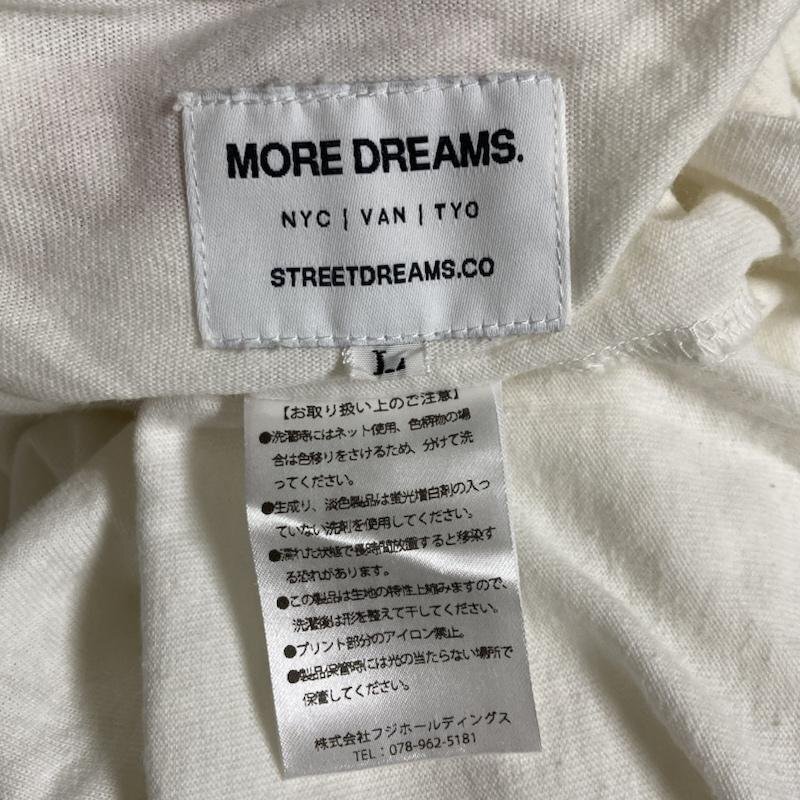 MORE DREAMS.
NYC | VAN | TYO
STREETDREAMS.CO
L
【お取り扱い上のご注意】
●洗濯時にはネット使用、色柄物の場
合は色移りをさけるため、分けて洗
ってください。
●生成り、淡色製品は蛍光増白剤の入っ
ていない洗剤を使用してください。
●濡れた状態で長時間放置すると移染す
る恐れがあります。
●この製品は生地の特性上縮みますので、
洗濯後は形を整えて干してください。
●プリント部分のアイロン禁止。
●製品保管時には光の当たらない場所で
保管してください。
株式会社フジホールディングス
TEL：078-962-5181